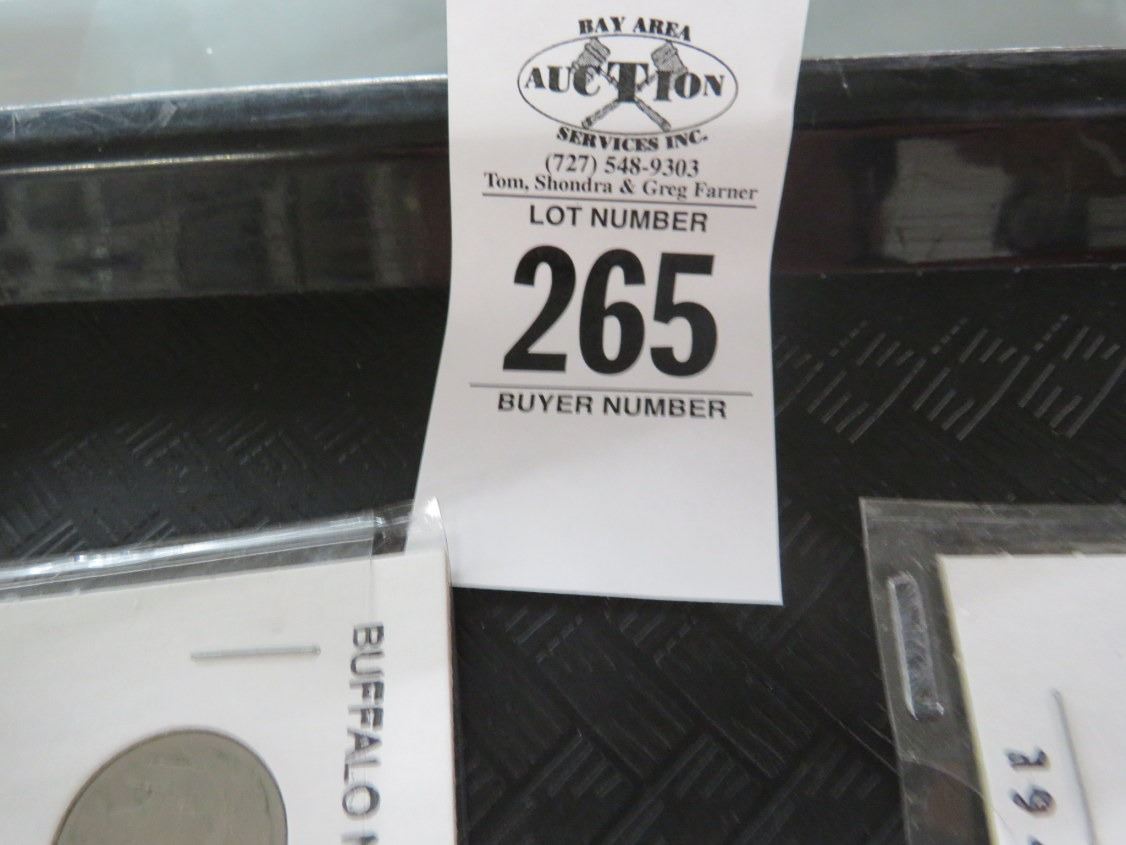 BAY AREA
AUCTION
SERVICES INC.
(727) 548-9303
Tom, Shondra & Greg Farner
LOT NUMBER
265
BUYER NUMBER
BUFFALO